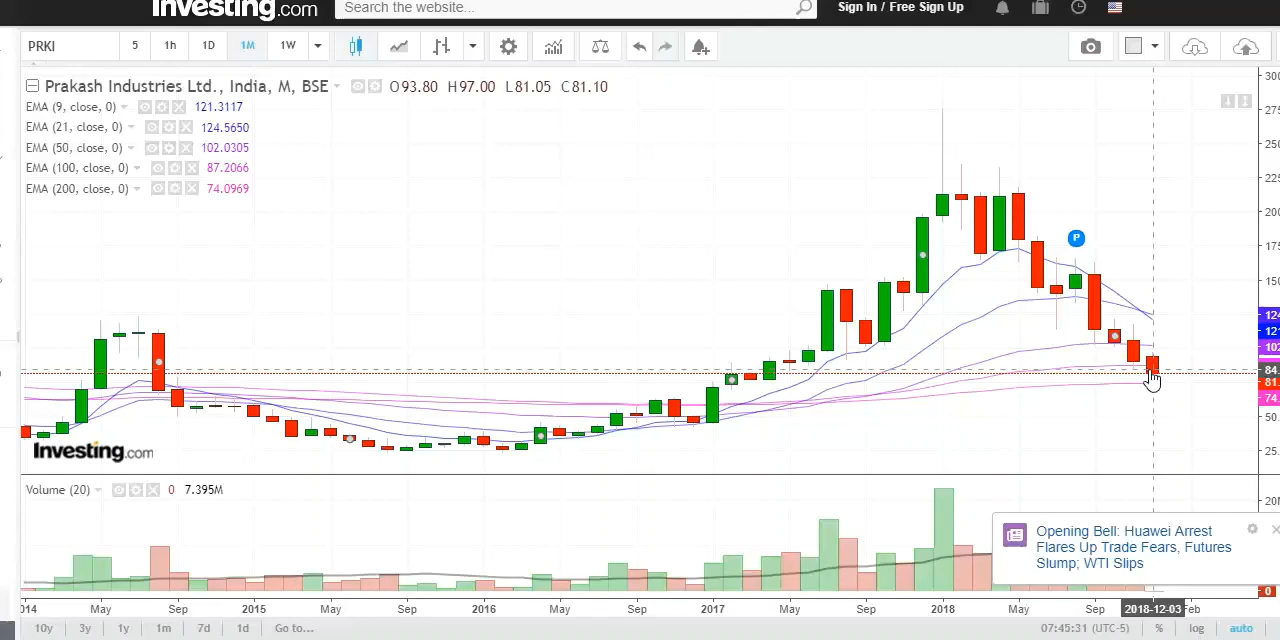 Investing.com Search the website... Sign In / Free Sign Up
PRKI 5 1h 1D 1M 1W
Prakash Industries Ltd., India, M, BSE O93.80 H97.00 L81.05 C81.10
EMA (9, close, 0) 121.3117
EMA (21, close, 0) 124.5650
EMA (50, close, 0) 102.0305
EMA (100, close, 0) 87.2066
EMA (200, close, 0) 74.0969
300
275
250
225
200
175
150
124
121
102
84
81.
74.
50.
25.
P
Investing.com
Volume (20) 0 7.395M
20M
0
Opening Bell: Huawei Arrest
Flares Up Trade Fears, Futures
Slump; WTI Slips
2014 May Sep 2015 May Sep 2016 May Sep 2017 May Sep 2018 May Sep 2018-12-03 Feb
10y 3y 1y 1m 7d 1d Go to... 07:45:31 (UTC-5) % log auto